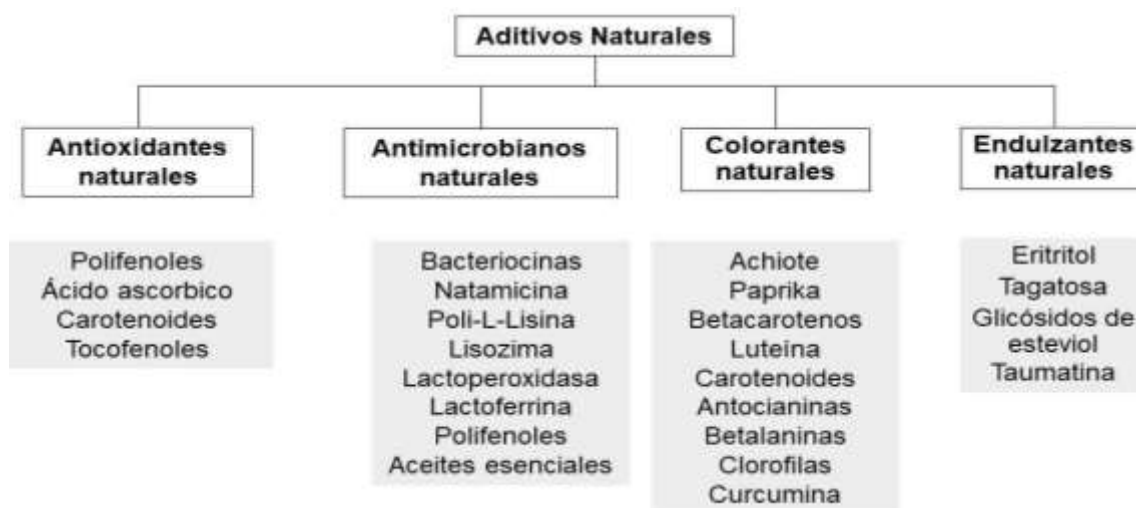 Aditivos Naturales
Antioxidantes
naturales
Antimicrobianos
naturales
Colorantes
naturales
Endulzantes
naturales
Polifenoles
Ácido ascorbico
Carotenoides
Tocofenoles
Bacteriocinas
Natamicina
Poli-L-Lisina
Lisozima
Lactoperoxidasa
Lactoferrina
Polifenoles
Aceites esenciales
Achiote
Paprika
Betacarotenos
Luteína
Carotenoides
Antocianinas
Betalaninas
Clorofilas
Curcumina
Eritritol
Tagatosa
Glicósidos de
esteviol
Taumatina